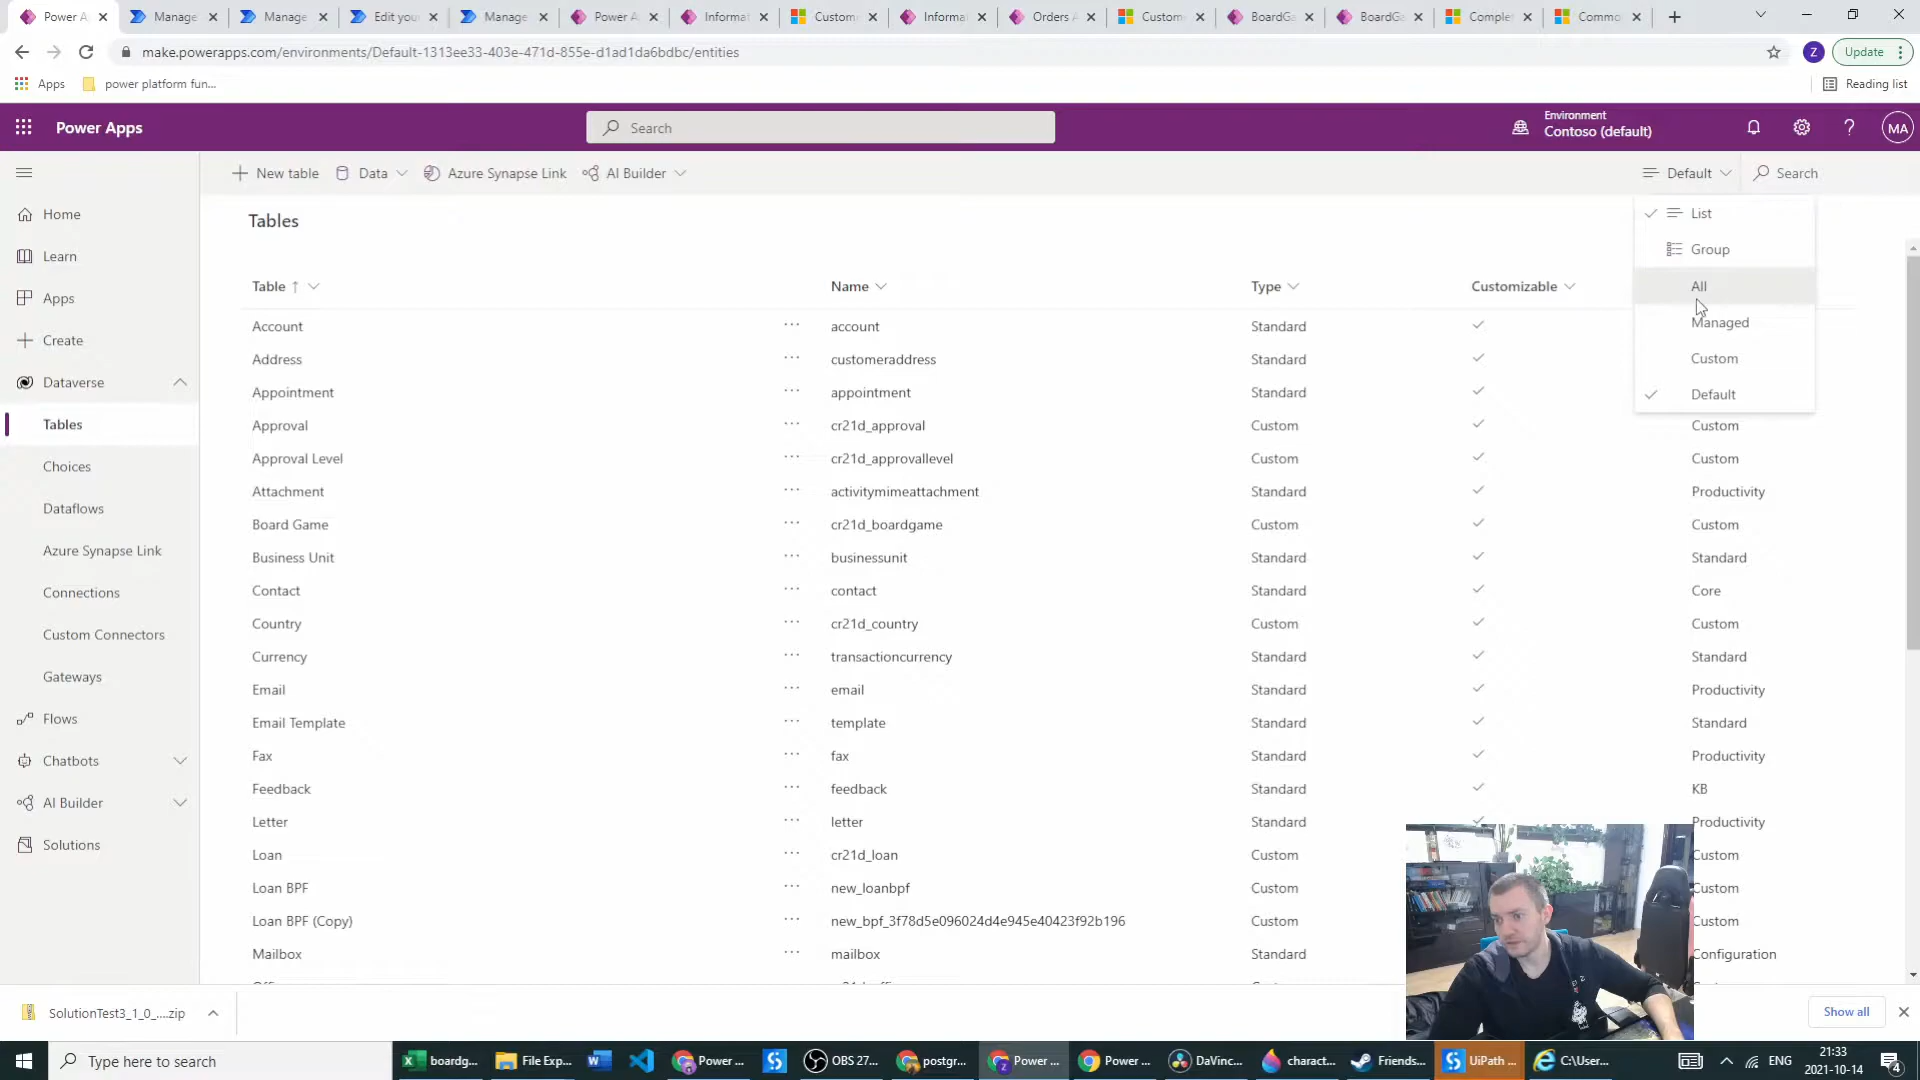 Power A
Manage
Manage
Edit you
Manage
Power A
Informat
Custom
Informat
Orders A
Custom
BoardGa
BoardGa
Comple
Commo
make.powerapps.com/environments/Default-1313ee33-403e-471d-855e-d1ad1da6bdbc/entities
Z
Update
Apps
power platform fun...
Reading list
Power Apps
Search
Environment
Contoso (default)
MA
New table
Data
Azure Synapse Link
AI Builder
Default
Search
Home
Learn
Apps
Create
Dataverse
Tables
Choices
Dataflows
Azure Synapse Link
Connections
Custom Connectors
Gateways
Flows
Chatbots
AI Builder
Solutions
Tables
List
Group
All
Managed
Custom
Default
Table Name Type Customizable
Account account Standard
Address customeraddress Standard
Appointment appointment Standard
Approval cr21d_approval Custom Custom
Approval Level cr21d_approvallevel Custom Custom
Attachment activitymimeattachment Standard Productivity
Board Game cr21d_boardgame Custom Custom
Business Unit businessunit Standard Standard
Contact contact Standard Core
Country cr21d_country Custom Custom
Currency transactioncurrency Standard Standard
Email email Standard Productivity
Email Template template Standard Standard
Fax fax Standard Productivity
Feedback feedback Standard KB
Letter letter Standard Productivity
Loan cr21d_loan Custom Custom
Loan BPF new_loanbpf Custom Custom
Loan BPF (Copy) new_bpf_3f78d5e096024d4e945e40423f92b196 Custom Custom
Mailbox mailbox Standard Configuration
SolutionTest3_1_0_....zip
Show all
Type here to search
boardg...
File Exp...
Power ...
OBS 27...
postgr...
Power ...
Power ...
DaVinc...
charact...
Friends...
UiPath ...
C:\User...
ENG
21:33
2021-10-14
4